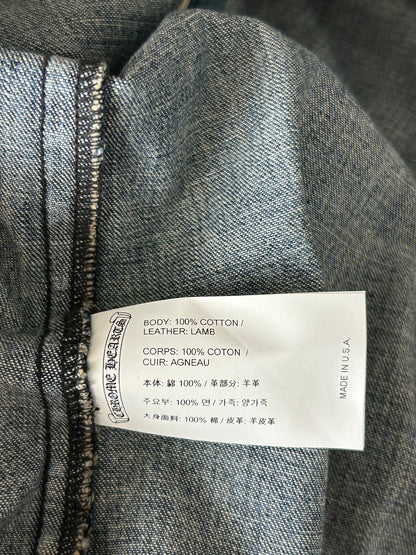 CHROME HEARTS
BODY: 100% COTTON /
LEATHER: LAMB
CORPS: 100% COTON /
CUIR: AGNEAU
本体: 綿 100% / 革部分: 羊革
주요부: 100% 면 / 가죽: 양가죽
大身面料: 100% 棉 / 皮革: 羊皮革
MADE IN U.S.A.